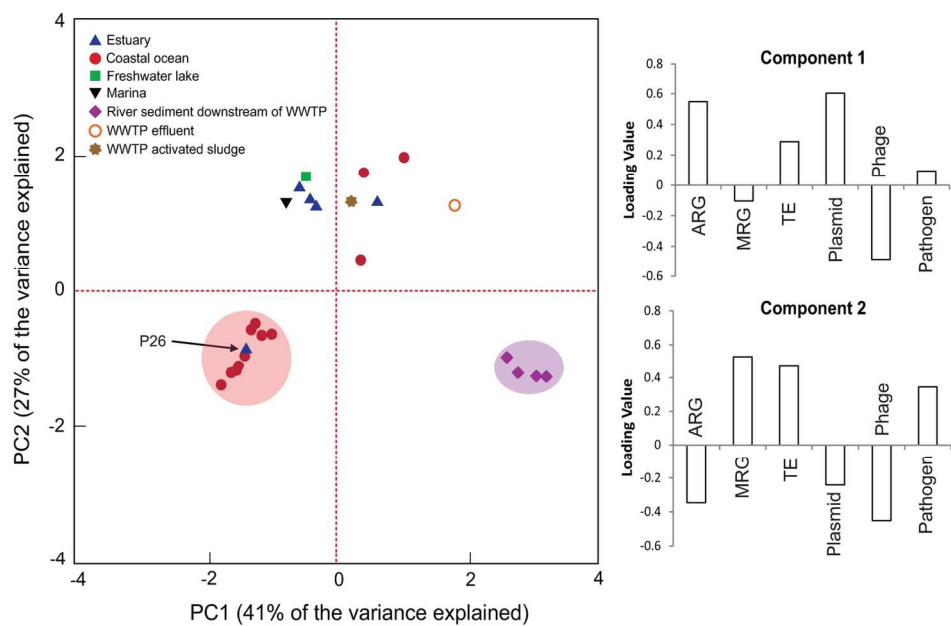 4
2
0
-2
-4
PC2 (27% of the variance explained)
Estuary
Coastal ocean
Freshwater lake
Marina
River sediment downstream of WWTP
WWTP effluent
WWTP activated sludge
P26
-4
-2
0
2
4
PC1 (41% of the variance explained)
Component 1
Loading Value
0.8
0.6
0.4
0.2
0
-0.2
-0.4
-0.6
ARG
MRG
TE
Plasmid
Phage
Pathogen
Component 2
Loading Value
0.8
0.6
0.4
0.2
0
-0.2
-0.4
-0.6
ARG
MRG
TE
Plasmid
Phage
Pathogen